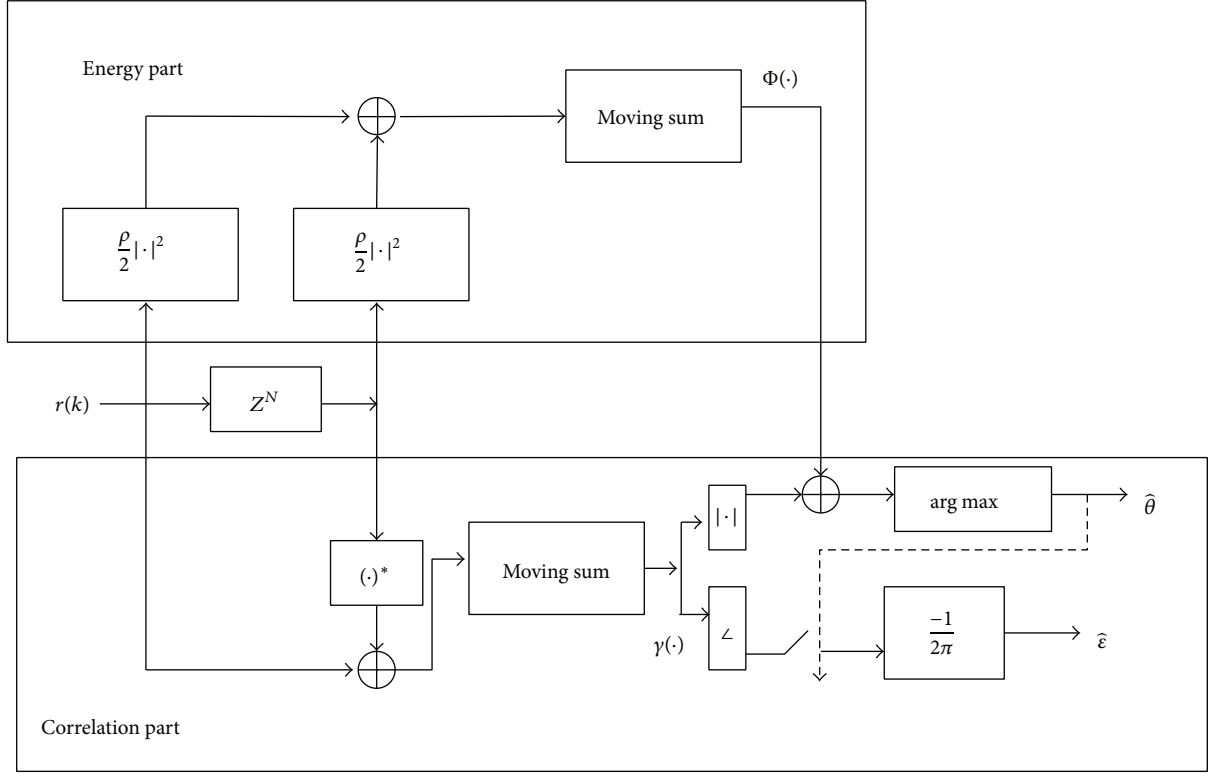 Energy part
Φ(·)
Moving sum
ρ/2 |·|²
ρ/2 |·|²
r(k)
Z^N
|·|
arg max
θ̂
(·)*
Moving sum
γ(·)
∠
−1/2π
ε̂
Correlation part